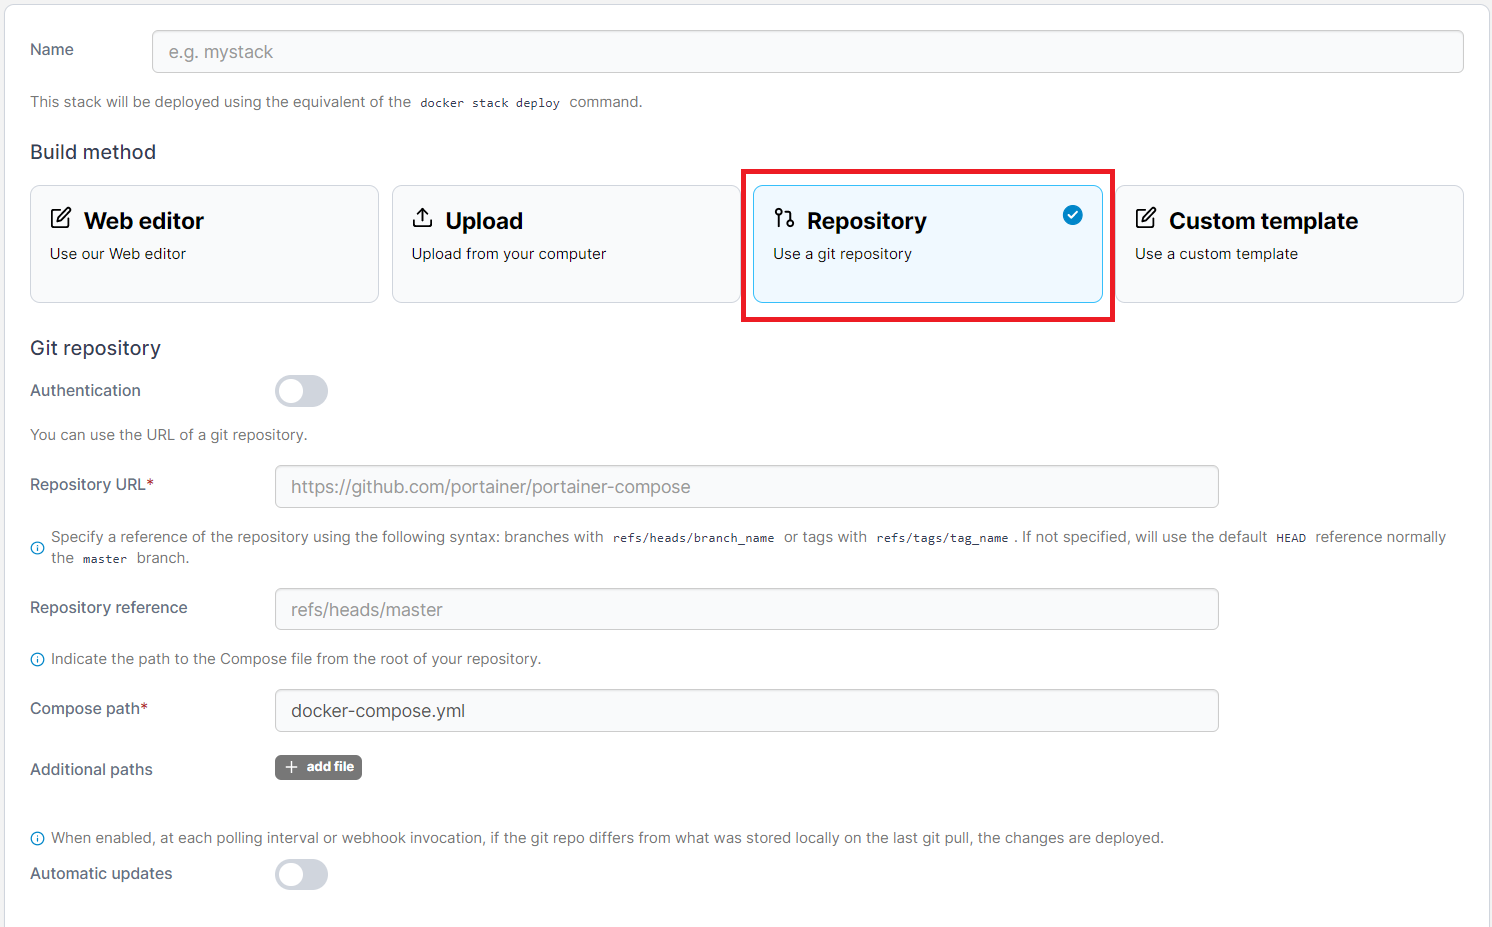 Name
e.g. mystack
This stack will be deployed using the equivalent of the docker stack deploy command.
Build method
Web editor
Use our Web editor
Upload
Upload from your computer
Repository
Use a git repository
Custom template
Use a custom template
Git repository
Authentication
You can use the URL of a git repository.
Repository URL*
https://github.com/portainer/portainer-compose
Specify a reference of the repository using the following syntax: branches with refs/heads/branch_name or tags with refs/tags/tag_name . If not specified, will use the default HEAD reference normally
the master branch.
Repository reference
refs/heads/master
Indicate the path to the Compose file from the root of your repository.
Compose path*
docker-compose.yml
Additional paths
+ add file
When enabled, at each polling interval or webhook invocation, if the git repo differs from what was stored locally on the last git pull, the changes are deployed.
Automatic updates